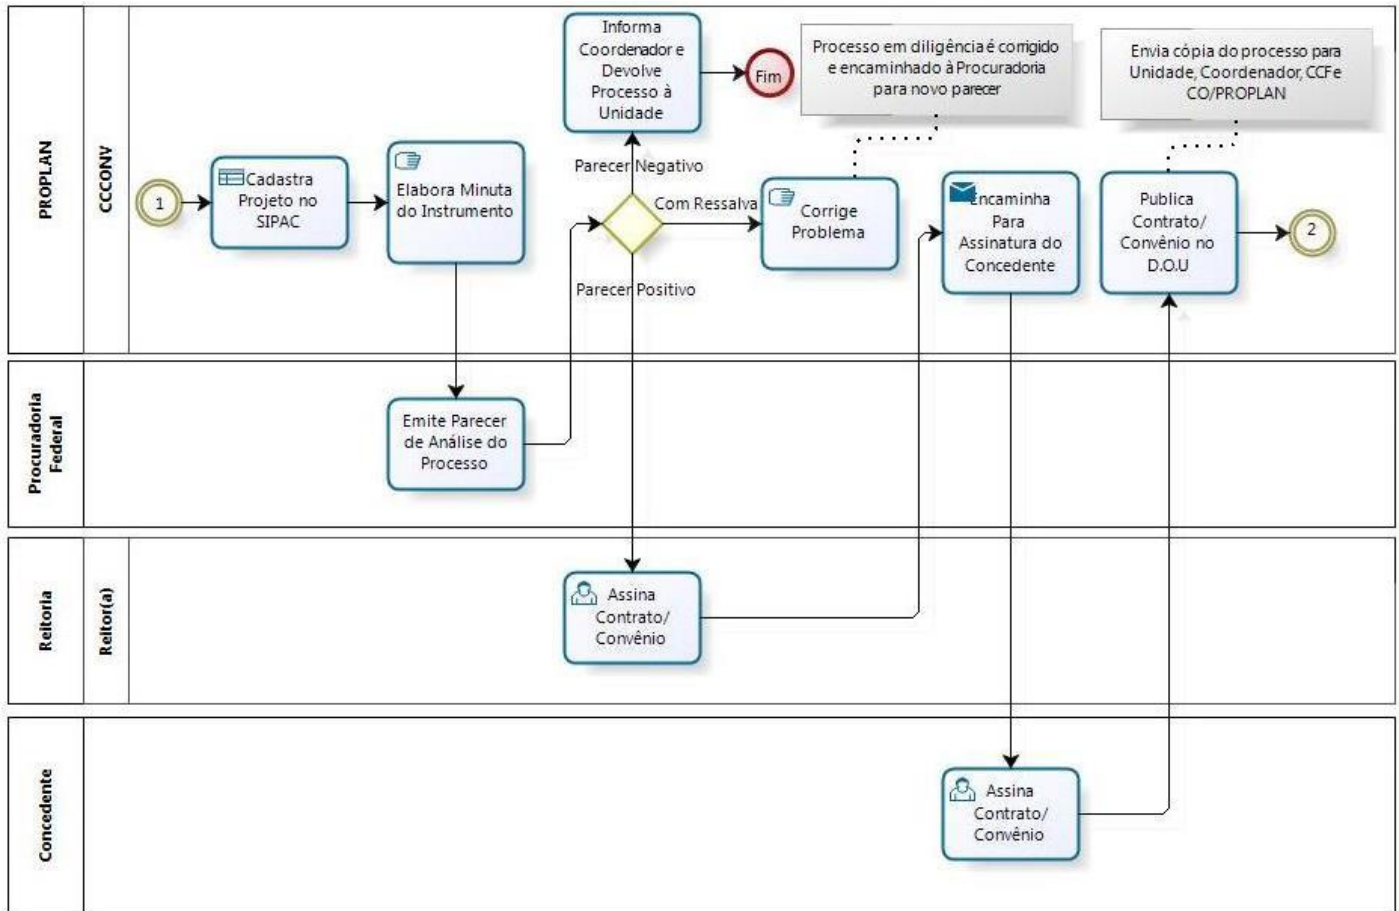 PROPLAN
CCCONV
1
Cadastra
Projeto no
SIPAC
Elabora Minuta
do Instrumento
Informa
Coordenador e
Devolve
Processo à
Unidade
Fim
Processo em diligência é corrigido
e encaminhado à Procuradoria
para novo parecer
Envia cópia do processo para
Unidade, Coordenador, CCF e
CO/PROPLAN
Parecer Negativo
Com Ressalva
Parecer Positivo
Corrige
Problema
Encaminha
Para
Assinatura do
Concedente
Publica
Contrato/
Convênio no
D.O.U
2
Procuradoria
Federal
Emite Parecer
de Análise do
Processo
Reitoria
Reitor(a)
Assina
Contrato/
Convênio
Concedente
Assina
Contrato/
Convênio